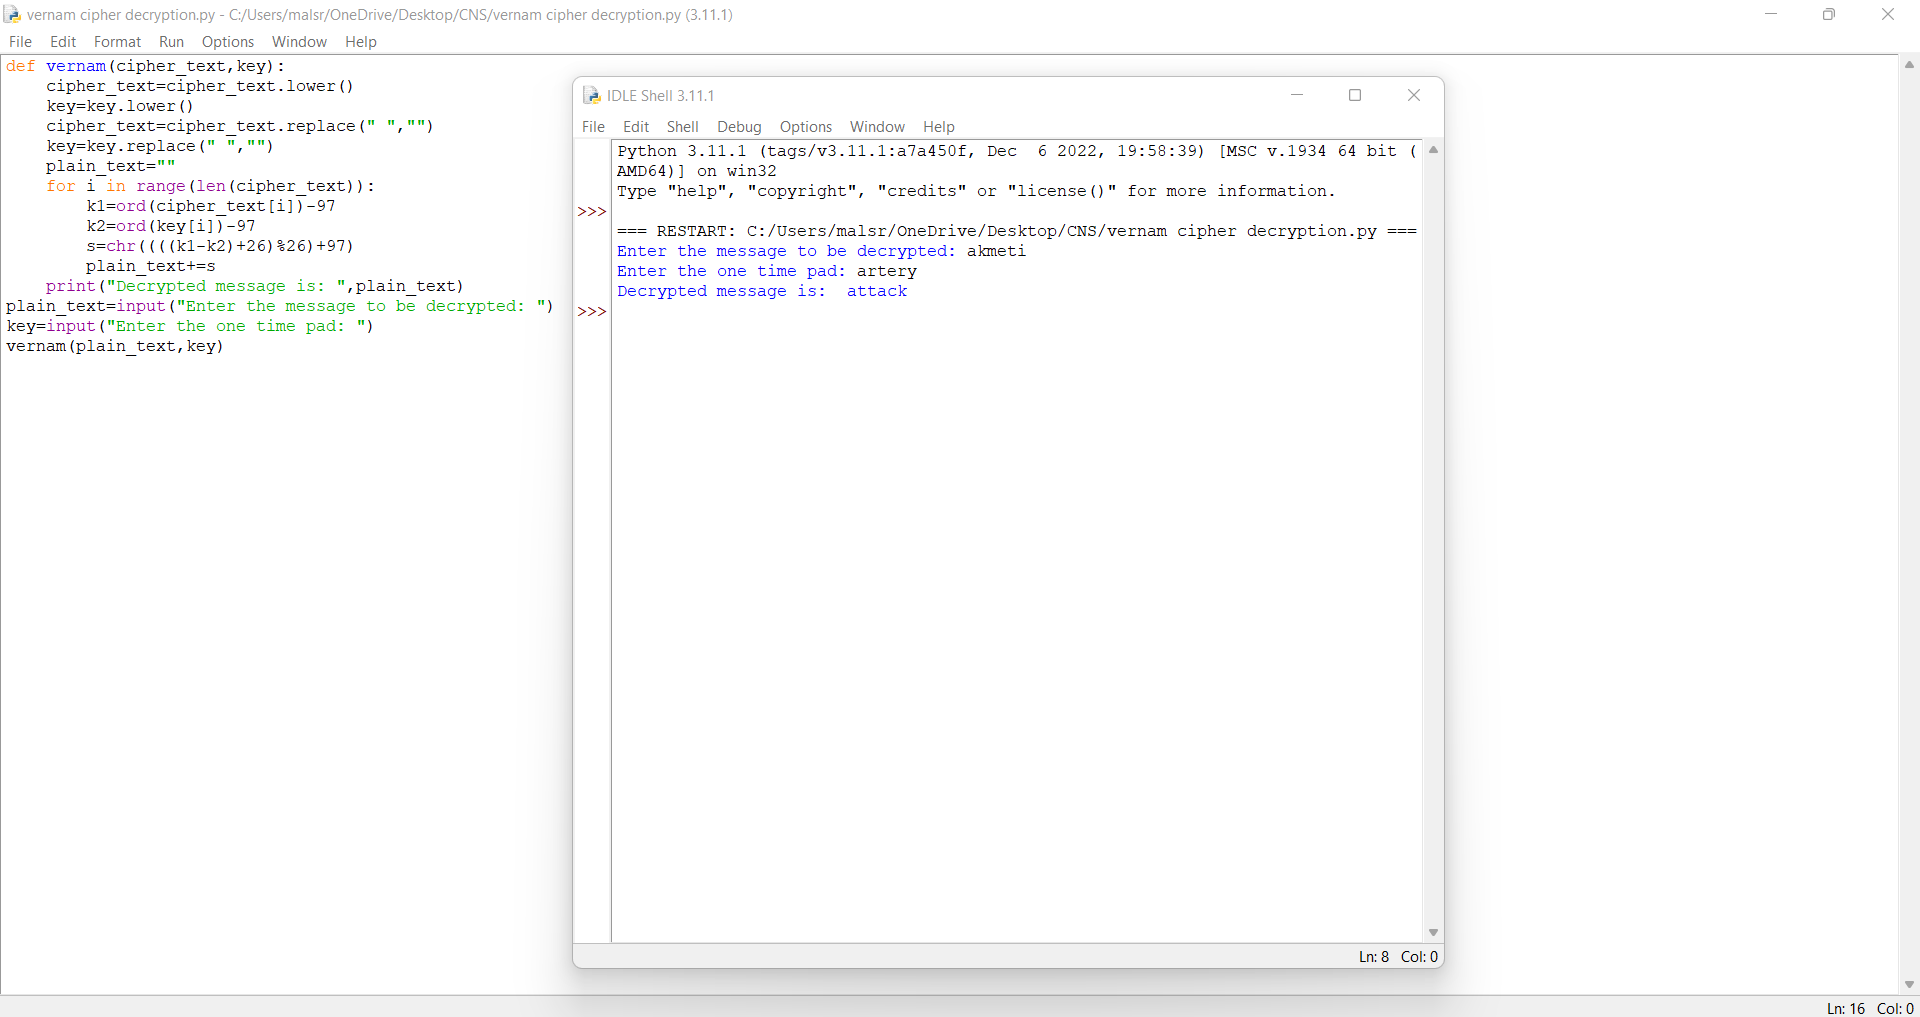 vernam cipher decryption.py - C:/Users/malsr/OneDrive/Desktop/CNS/vernam cipher decryption.py (3.11.1)
File Edit Format Run Options Window Help
def vernam(cipher_text,key):
    cipher_text=cipher_text.lower()
    key=key.lower()
    cipher_text=cipher_text.replace(" ","")
    key=key.replace(" ","")
    plain_text=""
    for i in range(len(cipher_text)):
        k1=ord(cipher_text[i])-97
        k2=ord(key[i])-97
        s=chr((((k1-k2)+26)%26)+97)
        plain_text+=s
    print("Decrypted message is: ",plain_text)
plain_text=input("Enter the message to be decrypted: ")
key=input("Enter the one time pad: ")
vernam(plain_text,key)
IDLE Shell 3.11.1
File Edit Shell Debug Options Window Help
Python 3.11.1 (tags/v3.11.1:a7a450f, Dec  6 2022, 19:58:39) [MSC v.1934 64 bit (
AMD64)] on win32
Type "help", "copyright", "credits" or "license()" for more information.
>>>
=== RESTART: C:/Users/malsr/OneDrive/Desktop/CNS/vernam cipher decryption.py ===
Enter the message to be decrypted: akmeti
Enter the one time pad: artery
Decrypted message is:  attack
>>>
Ln: 8 Col: 0
Ln: 16 Col: 0